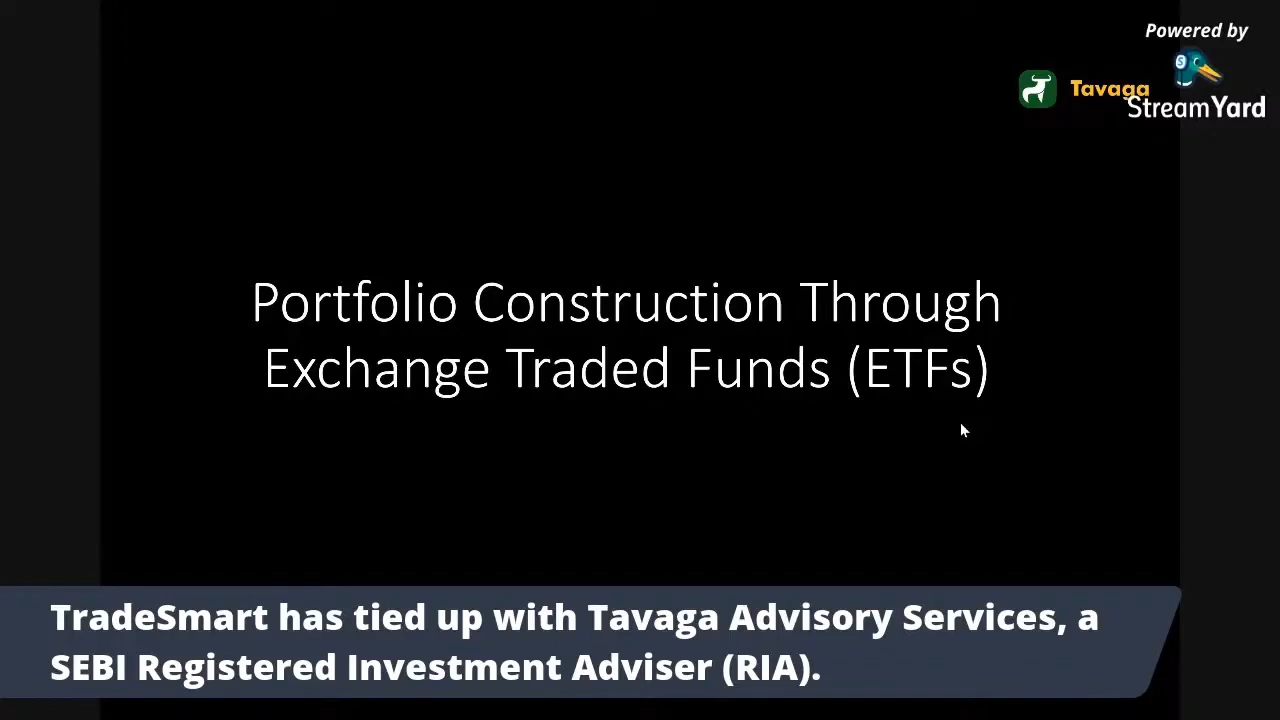 Powered by
Tavaga
StreamYard
Portfolio Construction Through
Exchange Traded Funds (ETFs)
TradeSmart has tied up with Tavaga Advisory Services, a
SEBI Registered Investment Adviser (RIA).